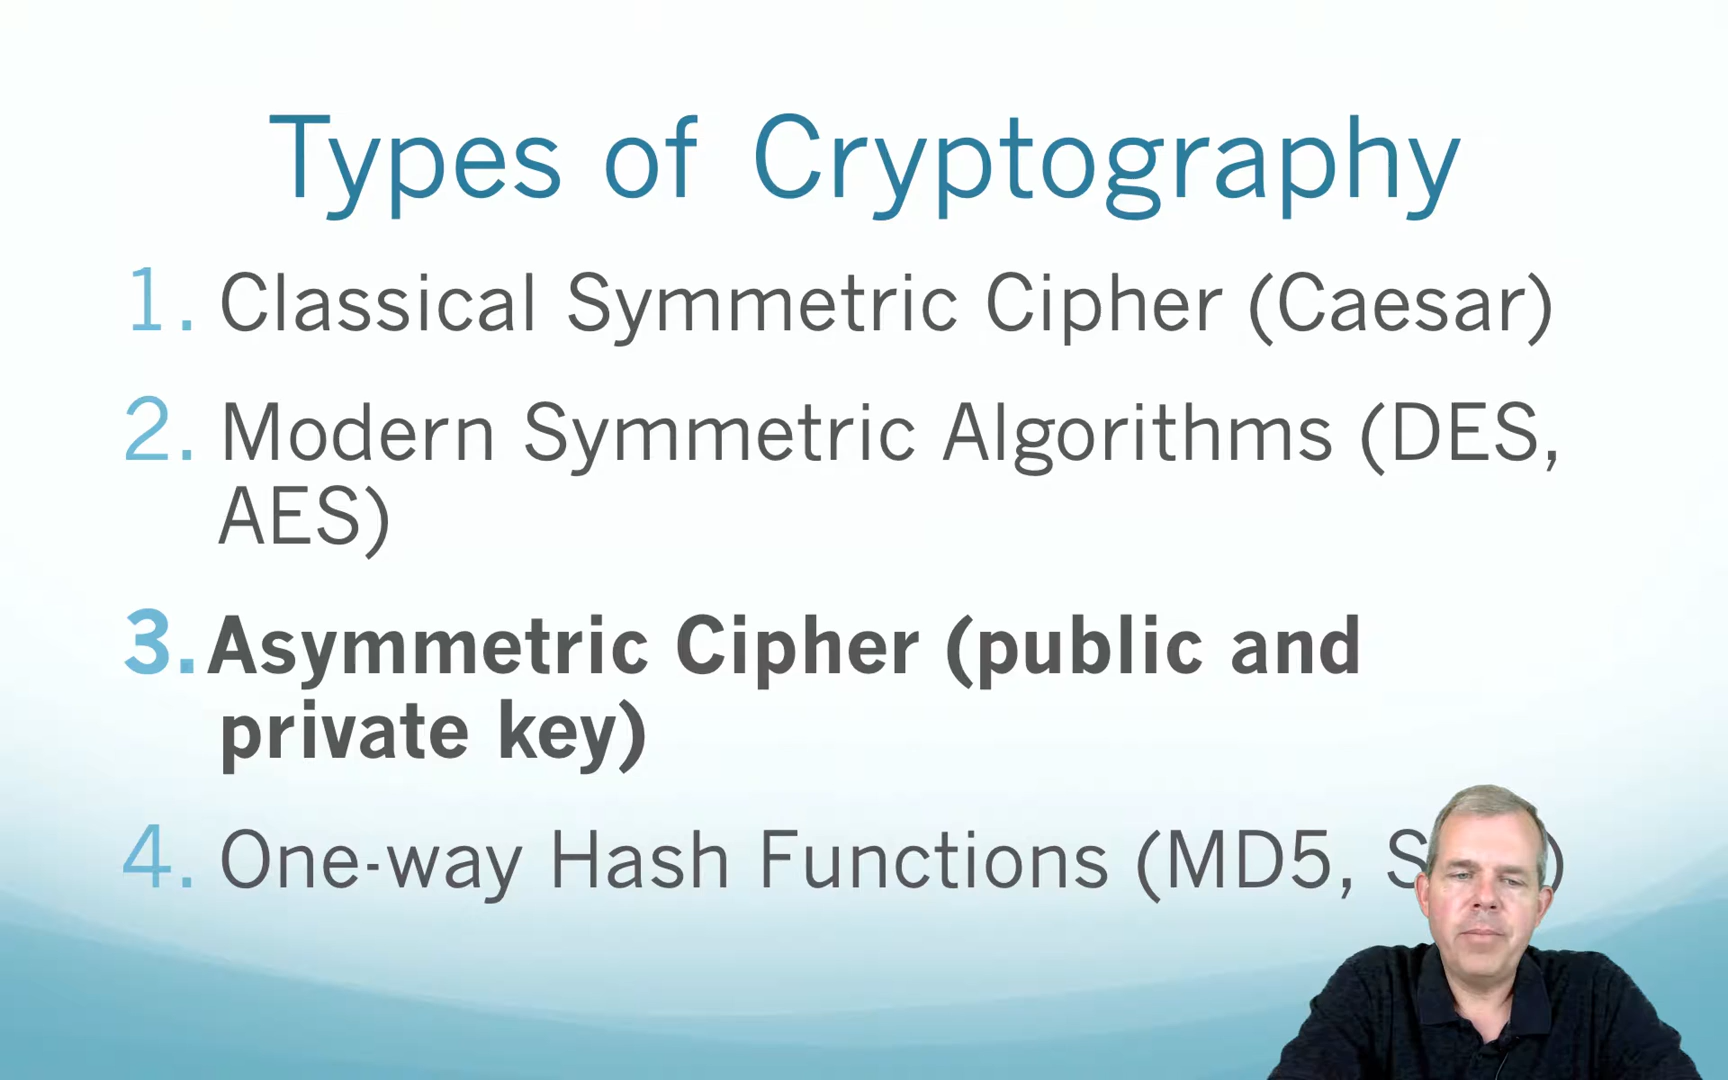 Types of Cryptography
1. Classical Symmetric Cipher (Caesar)
2. Modern Symmetric Algorithms (DES,
AES)
3. Asymmetric Cipher (public and
private key)
4. One-way Hash Functions (MD5,